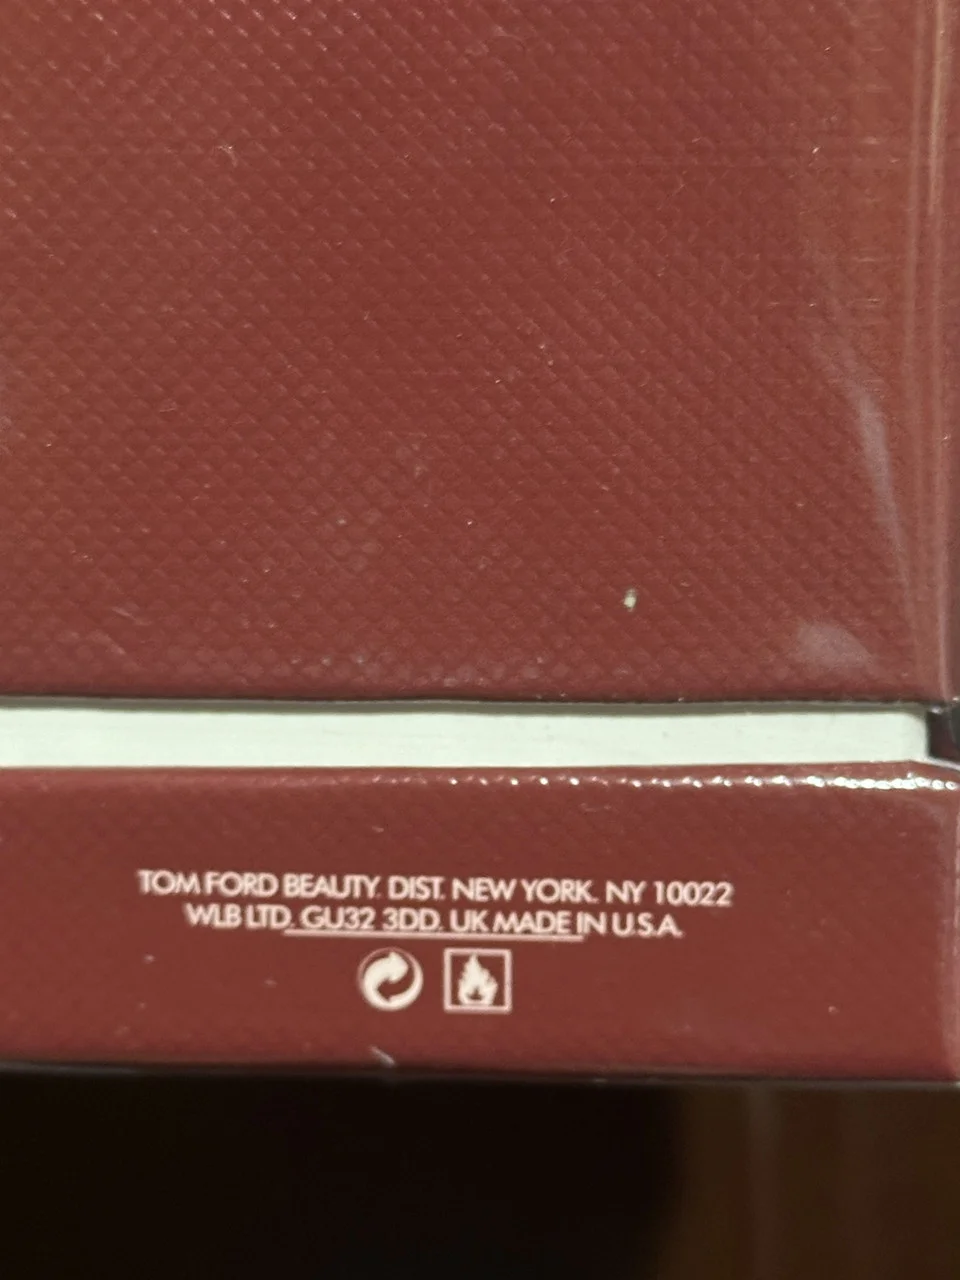 TOM FORD BEAUTY. DIST. NEW YORK. NY 10022
WLB LTD. GU32 3DD. UK MADE IN U.S.A.